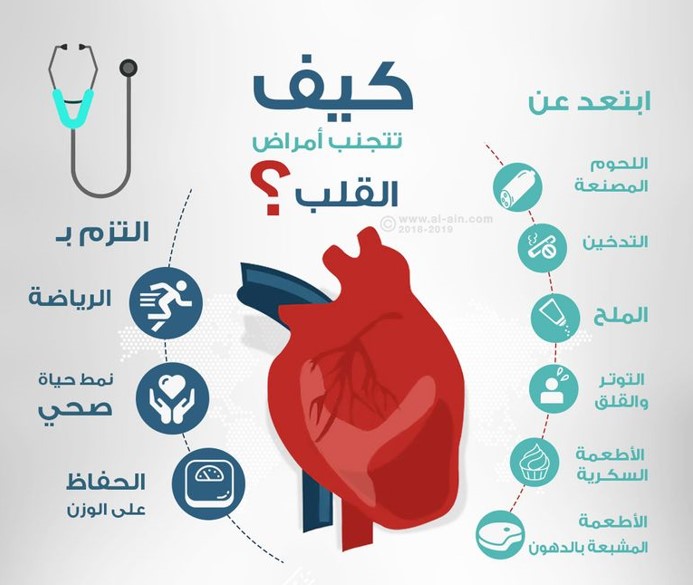 كيف
تتجنب أمراض
القلب؟
© www.al-ain.com
2018-2019
ابتعد عن
اللحوم
المصنعة
التدخين
الملح
التوتر
والقلق
الأطعمة
السكرية
الأطعمة
المشبعة بالدهون
التزم بـ
الرياضة
نمط حياة
صحي
الحفاظ
على الوزن